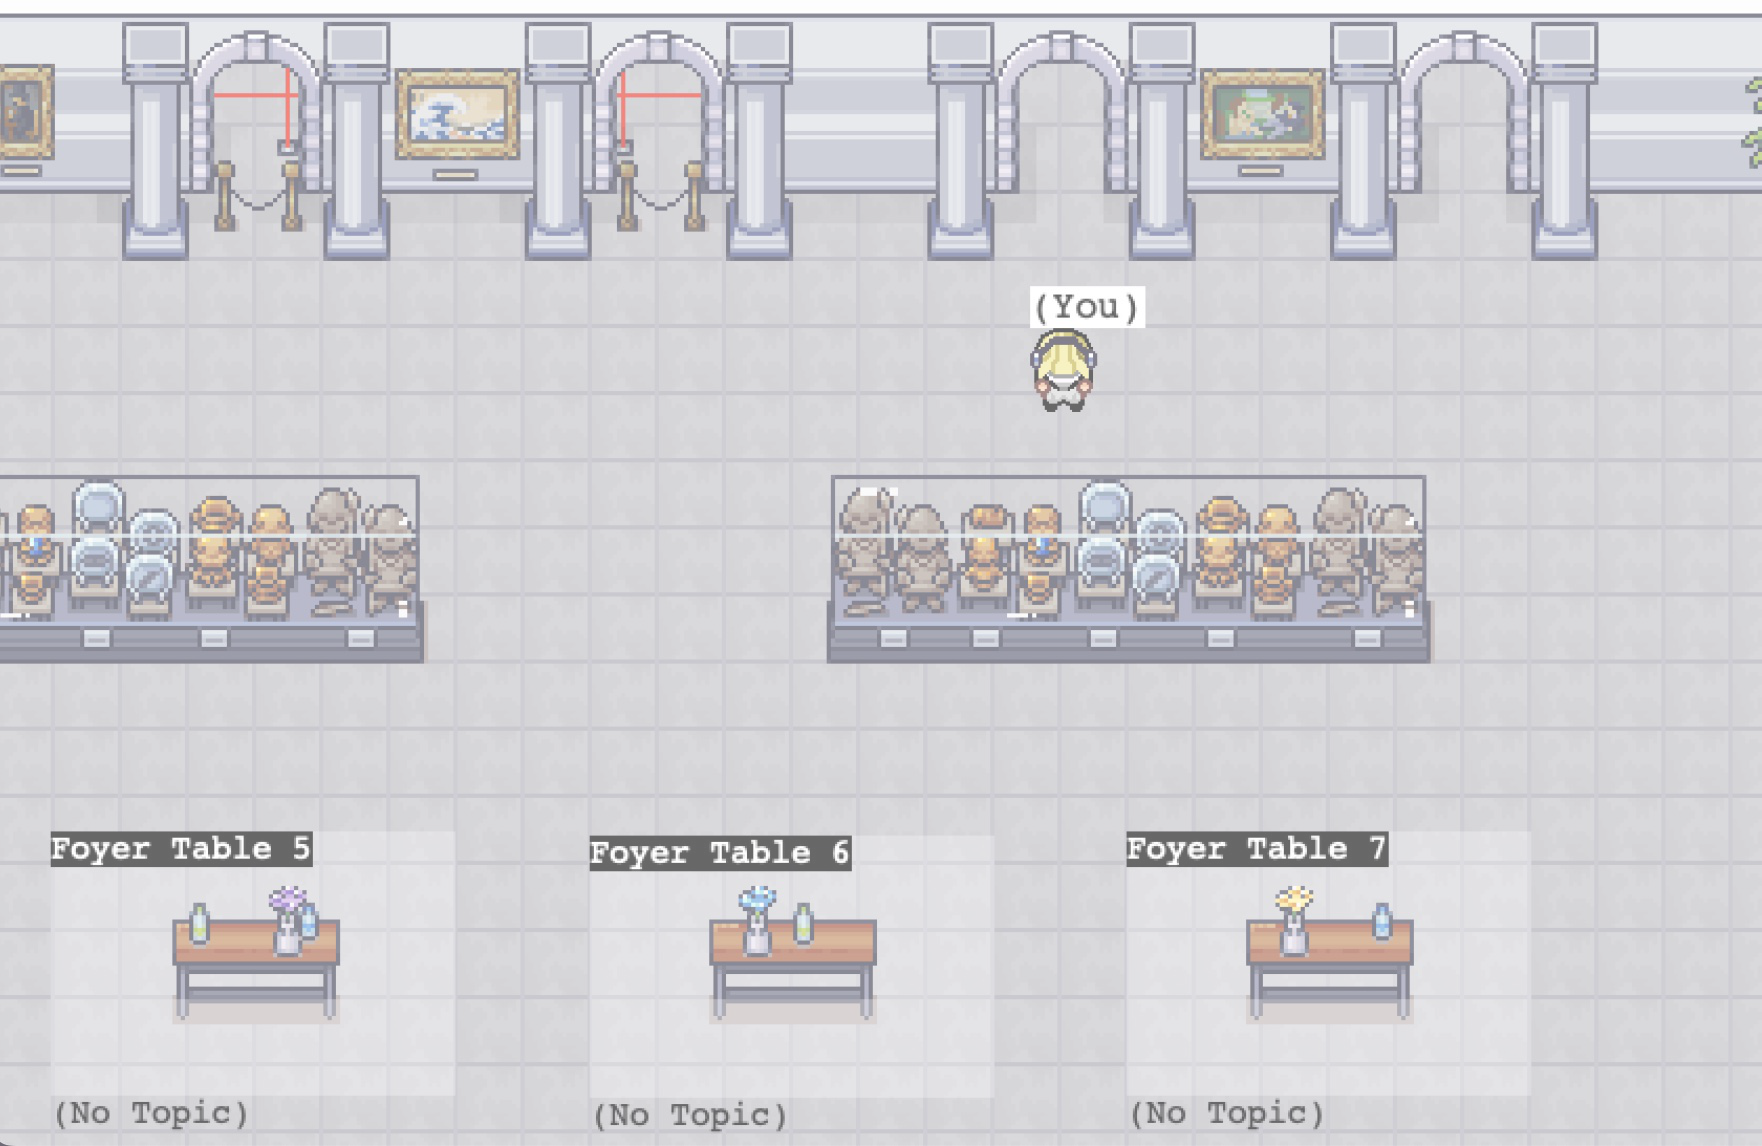 (You)
Foyer Table 5
Foyer Table 6
Foyer Table 7
(No Topic)
(No Topic)
(No Topic)